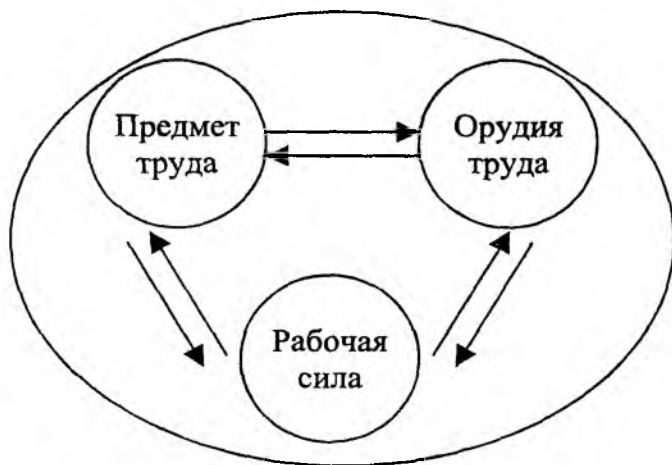 Предмет
труда
Орудия
труда
Рабочая
сила